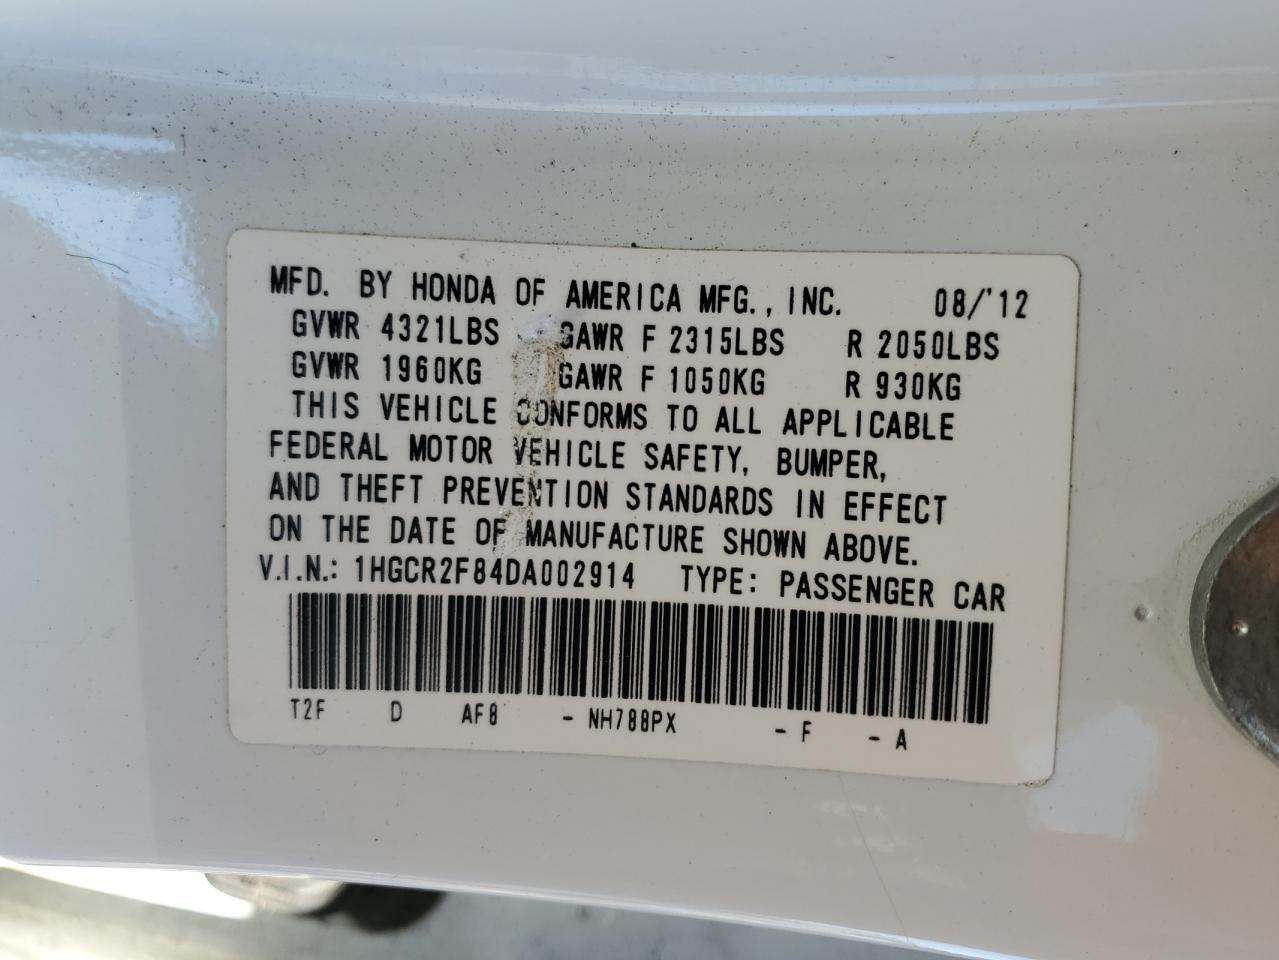 MFD. BY HONDA OF AMERICA MFG., INC. 08/'12
GVWR 4321LBS GAWR F 2315LBS R 2050LBS
GVWR 1960KG GAWR F 1050KG R 930KG
THIS VEHICLE CONFORMS TO ALL APPLICABLE
FEDERAL MOTOR VEHICLE SAFETY, BUMPER,
AND THEFT PREVENTION STANDARDS IN EFFECT
ON THE DATE OF MANUFACTURE SHOWN ABOVE.
V.I.N.: 1HGCR2F84DA002914 TYPE: PASSENGER CAR
T2F D AF8 - NH788PX - F - A